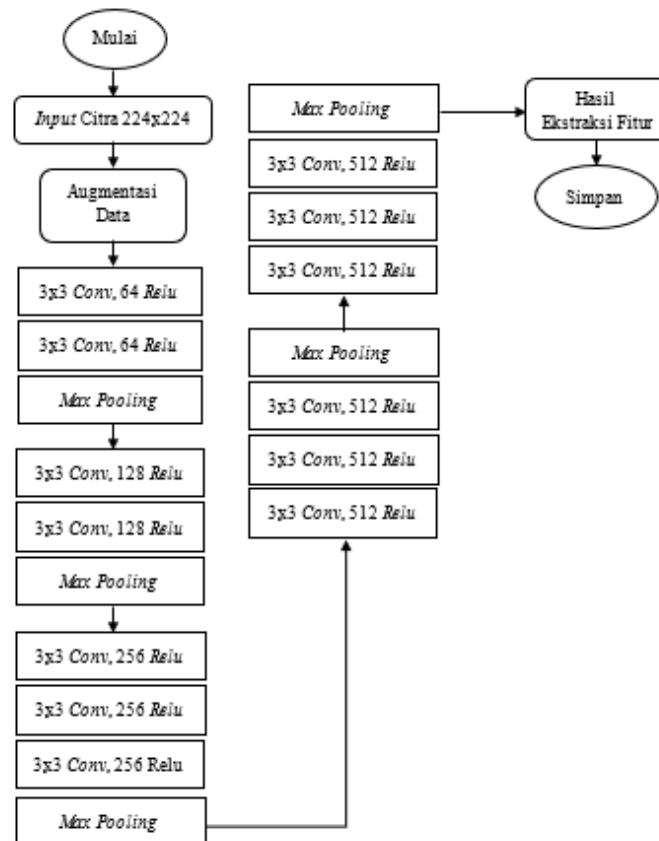 Mulai
Input Citra 224x224
Augmentasi
Data
3x3 Conv, 64 Relu
3x3 Conv, 64 Relu
Max Pooling
3x3 Conv, 128 Relu
3x3 Conv, 128 Relu
Max Pooling
3x3 Conv, 256 Relu
3x3 Conv, 256 Relu
3x3 Conv, 256 Relu
Max Pooling
3x3 Conv, 512 Relu
3x3 Conv, 512 Relu
3x3 Conv, 512 Relu
Max Pooling
3x3 Conv, 512 Relu
3x3 Conv, 512 Relu
3x3 Conv, 512 Relu
Max Pooling
Hasil
Ekstraksi Fitur
Simpan